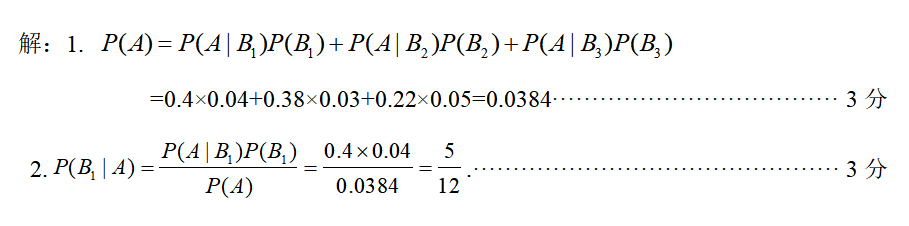 解：1. P(A) = P(A | B₁)P(B₁) + P(A | B₂)P(B₂) + P(A | B₃)P(B₃)
=0.4×0.04+0.38×0.03+0.22×0.05=0.0384⋯⋯⋯⋯⋯⋯⋯⋯⋯⋯⋯⋯ 3 分
2. P(B₁ | A) = P(A | B₁)P(B₁) / P(A) = 0.4 × 0.04 / 0.0384 = 5 / 12 .⋯⋯⋯⋯⋯⋯⋯⋯⋯⋯⋯⋯⋯⋯⋯ 3 分